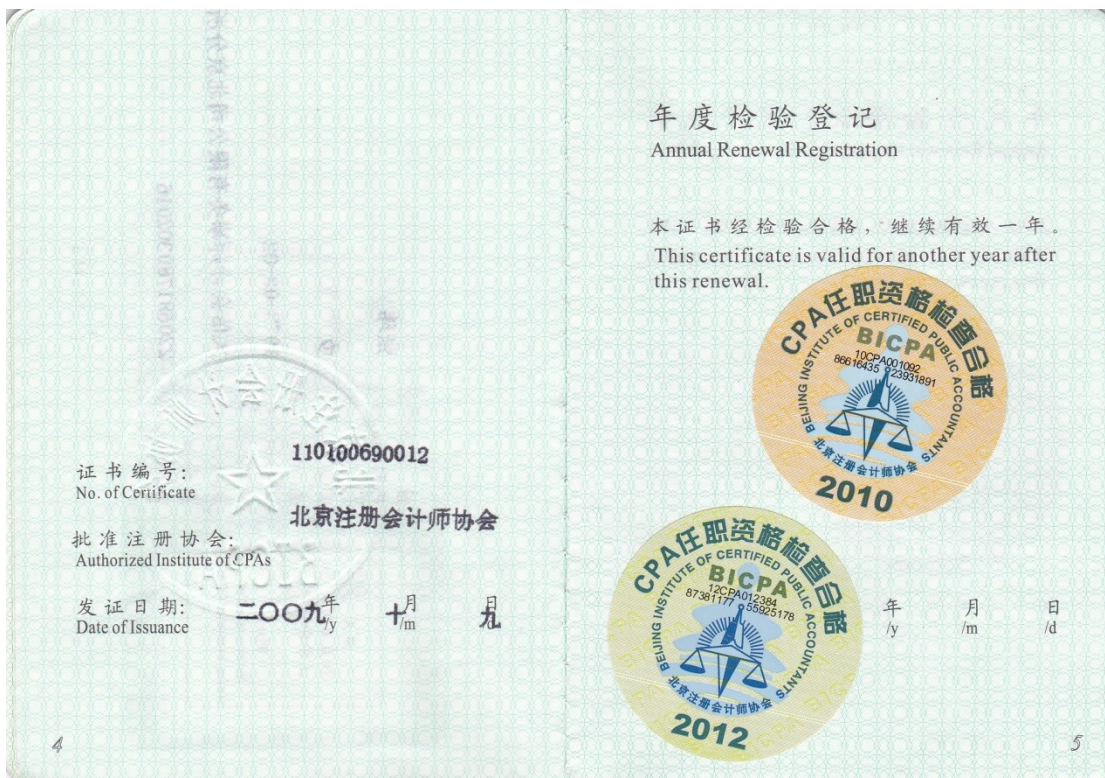 110100690012
证书编号:
No. of Certificate
北京注册会计师协会
批准注册协会:
Authorized Institute of CPAs
发证日期:
Date of Issuance
二〇〇九年 十月 九日
/y /m /d
4
年度检验登记
Annual Renewal Registration
本证书经检验合格，继续有效一年。
This certificate is valid for another year after
this renewal.
CPA任职资格检查合格
BEIJING INSTITUTE OF CERTIFIED PUBLIC ACCOUNTANTS
BICPA
10CPA001092
86616435 23931891
北京注册会计师协会
2010
CPA任职资格检查合格
BEIJING INSTITUTE OF CERTIFIED PUBLIC ACCOUNTANTS
BICPA
12CPA012384
87381177 55925178
北京注册会计师协会
2012
年 月 日
/y /m /d
5